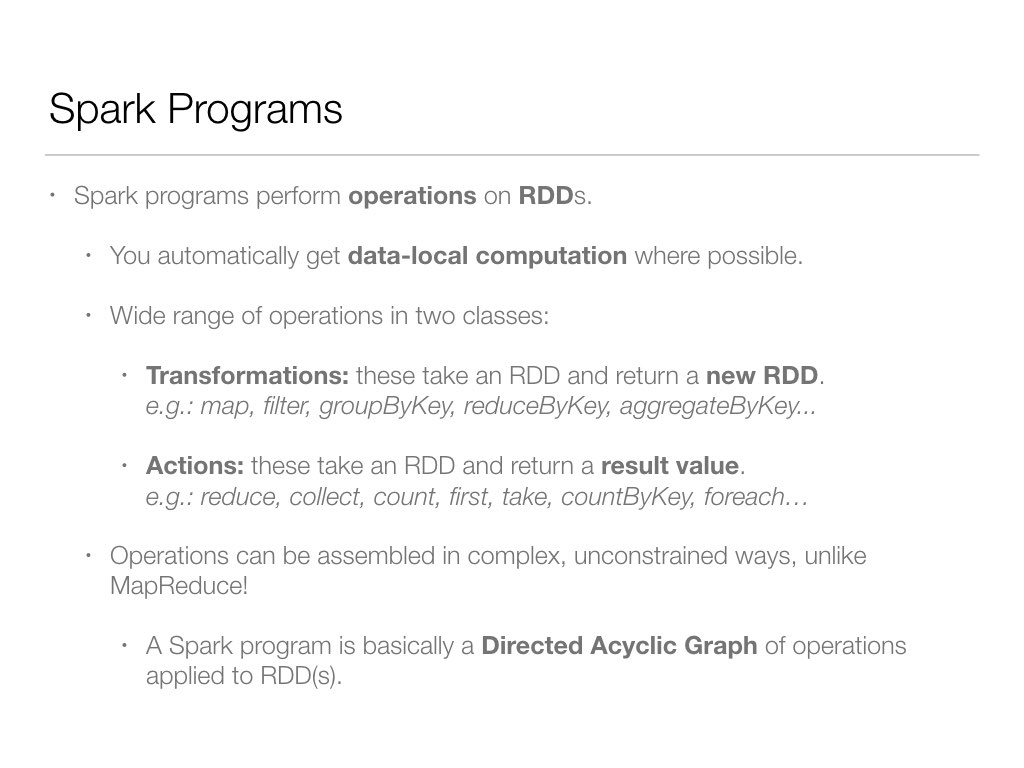 Spark Programs
• Spark programs perform operations on RDDs.
• You automatically get data-local computation where possible.
• Wide range of operations in two classes:
• Transformations: these take an RDD and return a new RDD.
e.g.: map, filter, groupByKey, reduceByKey, aggregateByKey...
• Actions: these take an RDD and return a result value.
e.g.: reduce, collect, count, first, take, countByKey, foreach…
• Operations can be assembled in complex, unconstrained ways, unlike
MapReduce!
• A Spark program is basically a Directed Acyclic Graph of operations
applied to RDD(s).